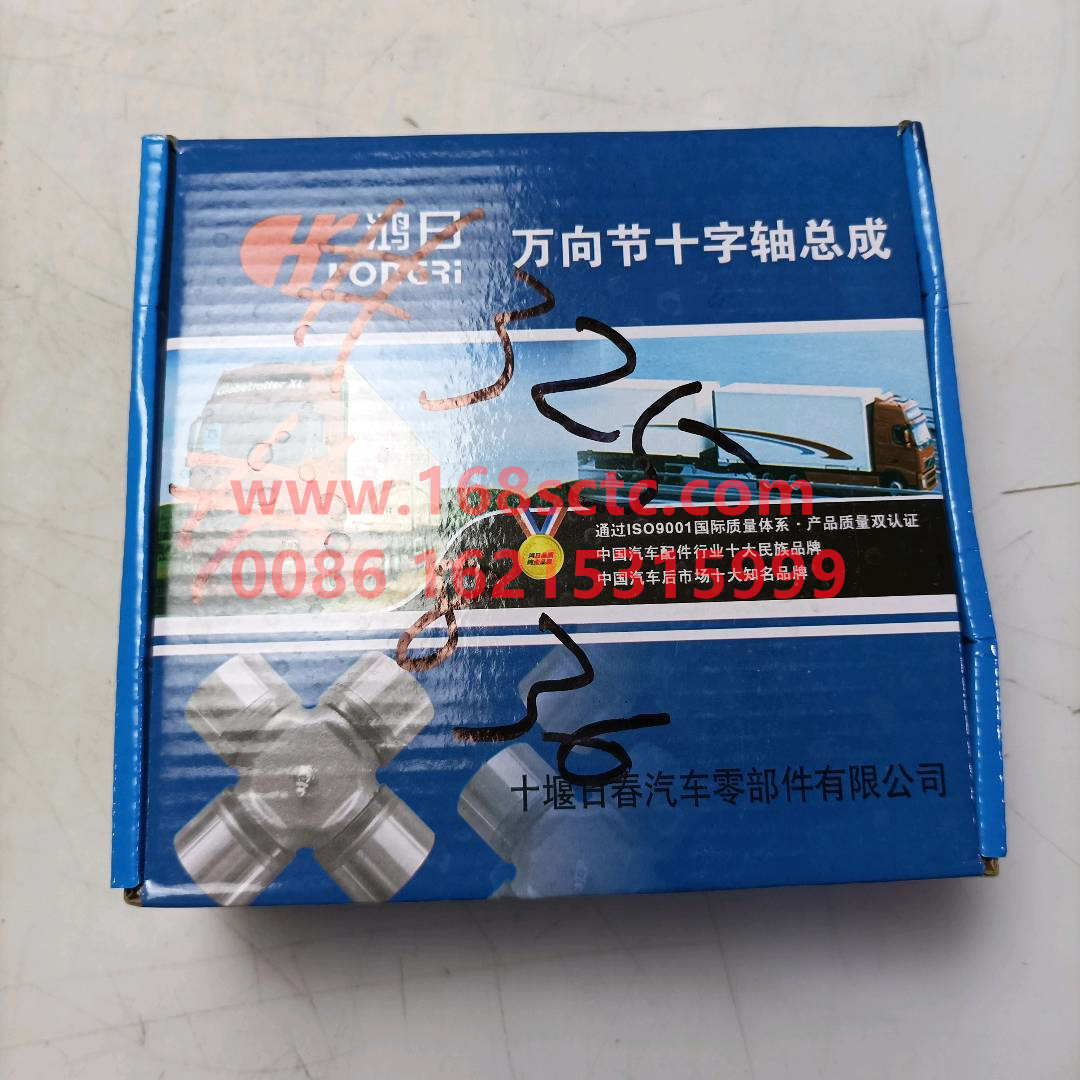 鸿日
HONGRi
万向节十字轴总成
325
Globetrotter XL
www.168sctc.com
通过ISO9001国际质量体系·产品质量双认证
中国汽车配件行业十大民族品牌
0086 16215315999
中国汽车后市场十大知名品牌
836
十堰日春汽车零部件有限公司